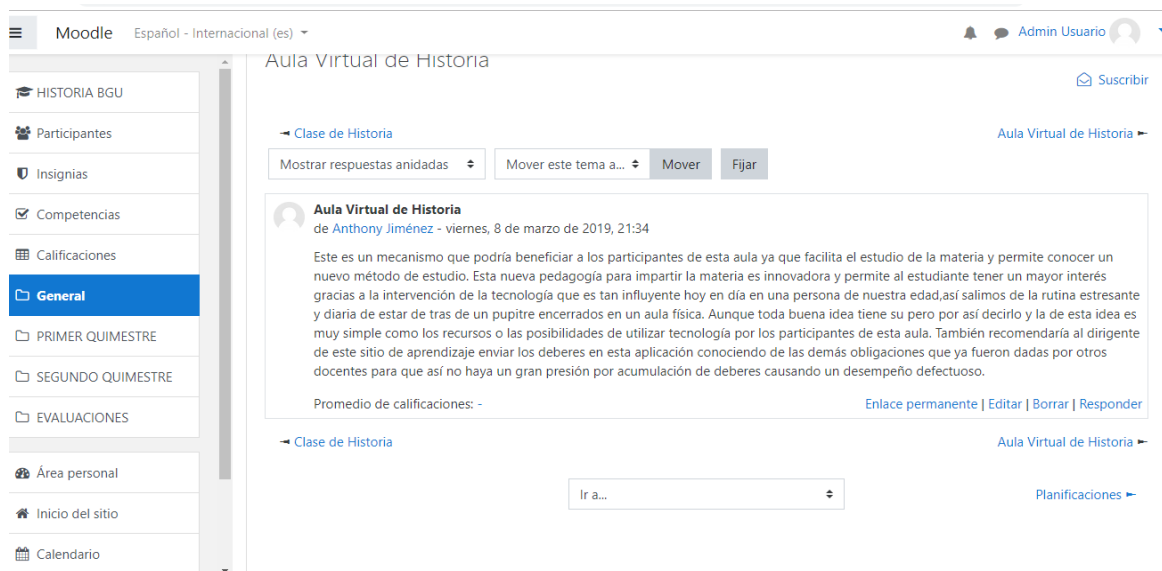 Moodle Español - Internacional (es)
Admin Usuario
HISTORIA BGU
Participantes
Insignias
Competencias
Calificaciones
General
PRIMER QUIMESTRE
SEGUNDO QUIMESTRE
EVALUACIONES
Área personal
Inicio del sitio
Calendario
Aula Virtual de Historia
Suscribir
Clase de Historia
Aula Virtual de Historia
Mostrar respuestas anidadas
Mover este tema a...
Mover
Fijar
Aula Virtual de Historia
de Anthony Jiménez - viernes, 8 de marzo de 2019, 21:34
Este es un mecanismo que podría beneficiar a los participantes de esta aula ya que facilita el estudio de la materia y permite conocer un
nuevo método de estudio. Esta nueva pedagogía para impartir la materia es innovadora y permite al estudiante tener un mayor interés
gracias a la intervención de la tecnología que es tan influyente hoy en día en una persona de nuestra edad,así salimos de la rutina estresante
y diaria de estar de tras de un pupitre encerrados en un aula física. Aunque toda buena idea tiene su pero por así decirlo y la de esta idea es
muy simple como los recursos o las posibilidades de utilizar tecnología por los participantes de esta aula. También recomendaría al dirigente
de este sitio de aprendizaje enviar los deberes en esta aplicación conociendo de las demás obligaciones que ya fueron dadas por otros
docentes para que así no haya un gran presión por acumulación de deberes causando un desempeño defectuoso.
Promedio de calificaciones: -
Enlace permanente | Editar | Borrar | Responder
Clase de Historia
Aula Virtual de Historia
Ir a...
Planificaciones